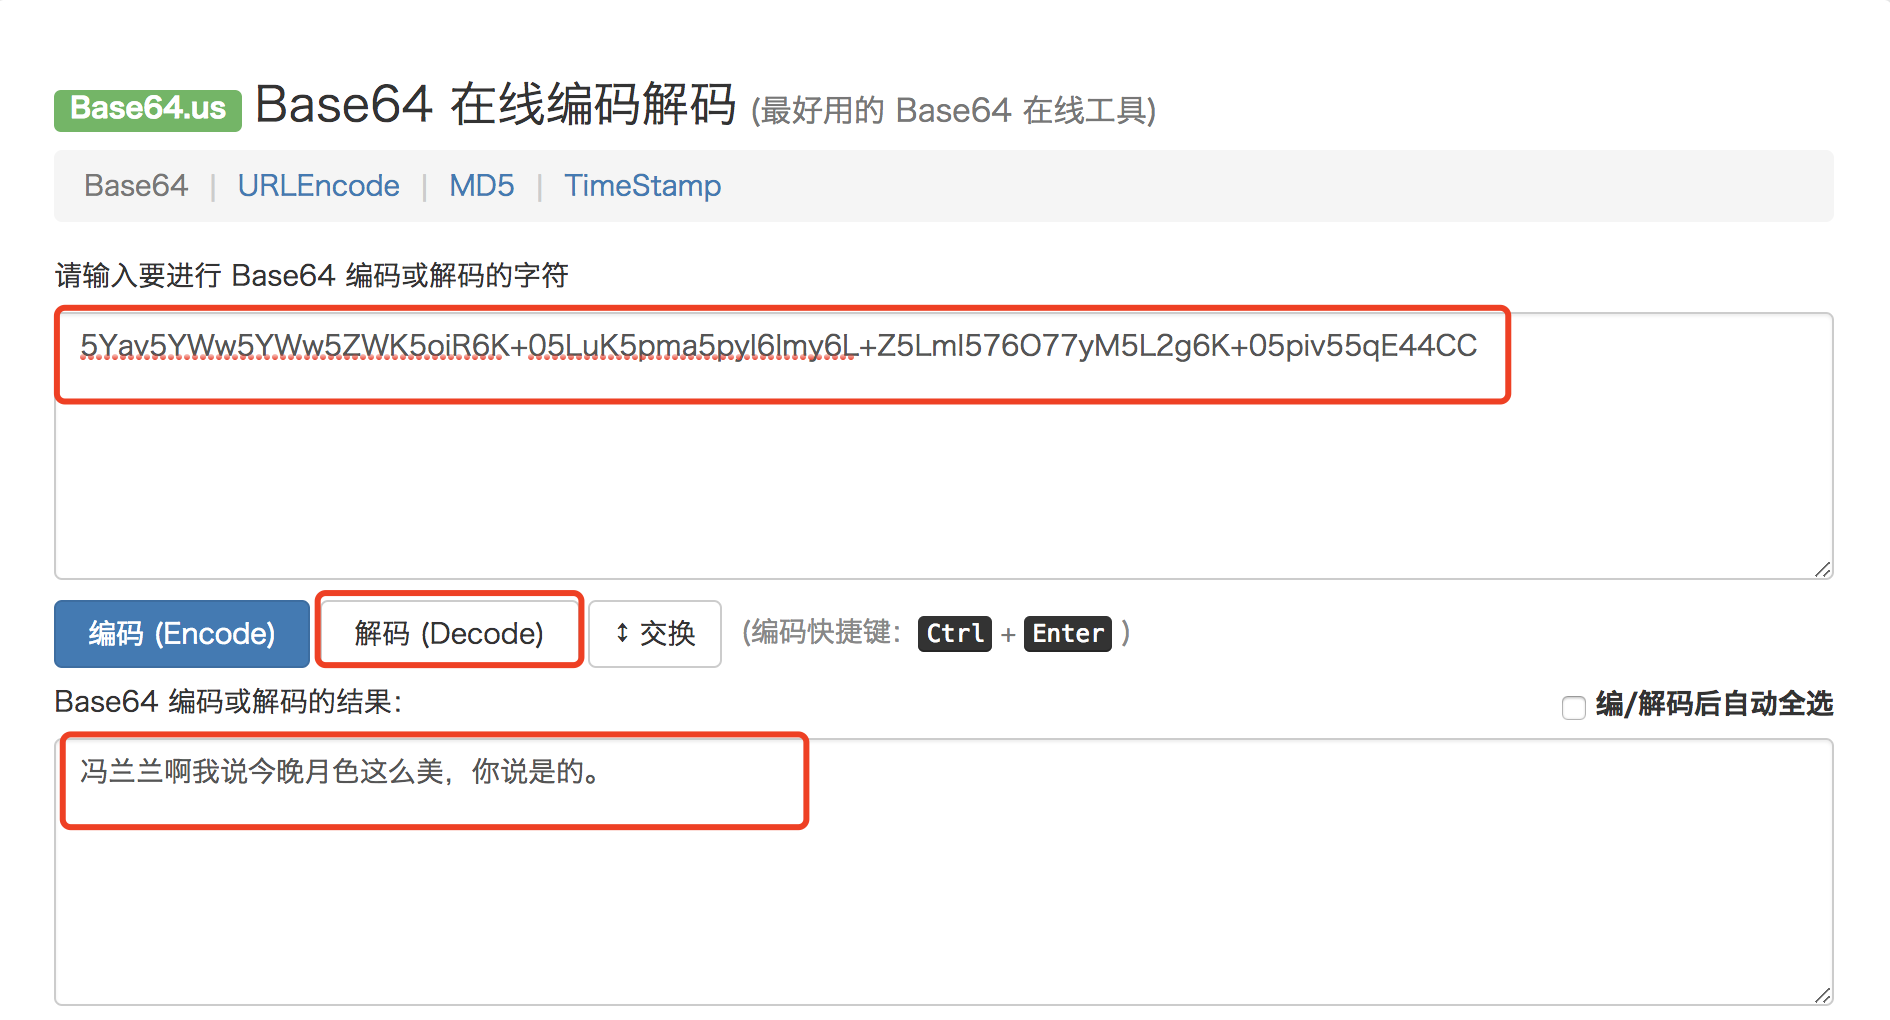 Base64.us Base64 在线编码解码 (最好用的 Base64 在线工具)
Base64 | URLEncode | MD5 | TimeStamp
请输入要进行 Base64 编码或解码的字符
5Yav5YWw5YWw5ZWK5oiR6K+05LuK5pma5pyI6Imy6L+Z5LmI576O77yM5L2g6K+05piv55qE44CC
编码 (Encode) 解码 (Decode) ↕ 交换 (编码快捷键： Ctrl + Enter )
Base64 编码或解码的结果： 编/解码后自动全选
冯兰兰啊我说今晚月色这么美，你说是的。